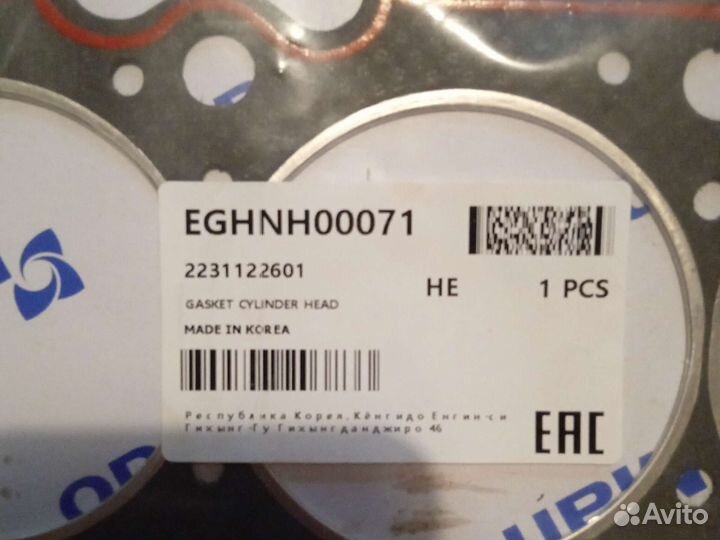 EGHNH00071
2231122601
HE 1 PCS
GASKET CYLINDER HEAD
MADE IN KOREA
Республика Корея, Кёнгидо Енгин-си
Гихынг-Гу Гихынгданджиро 46
EAC
Avito